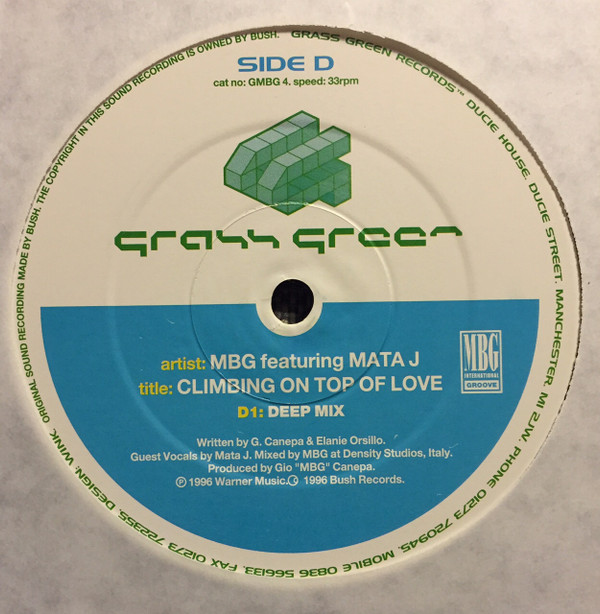 SIDE D
cat no: GMBG 4. speed: 33rpm
grass green
artist: MBG featuring MATA J
title: CLIMBING ON TOP OF LOVE
D1: DEEP MIX
MBG
INTERNATIONAL
GROOVE
Written by G. Canepa & Elanie Orsillo.
Guest Vocals by Mata J. Mixed by MBG at Density Studios, Italy.
Produced by Gio "MBG" Canepa.
℗ 1996 Warner Music.© 1996 Bush Records.
ORIGINAL SOUND RECORDING MADE BY BUSH. THE COPYRIGHT IN THIS SOUND RECORDING IS OWNED BY BUSH. GRASS GREEN RECORDS™ DUCIE HOUSE. DUCIE STREET. MANCHESTER. M1 2JW. PHONE 01273 720945. MOBILE 0836 566133. FAX 01273 722355. DESIGN: WINK.